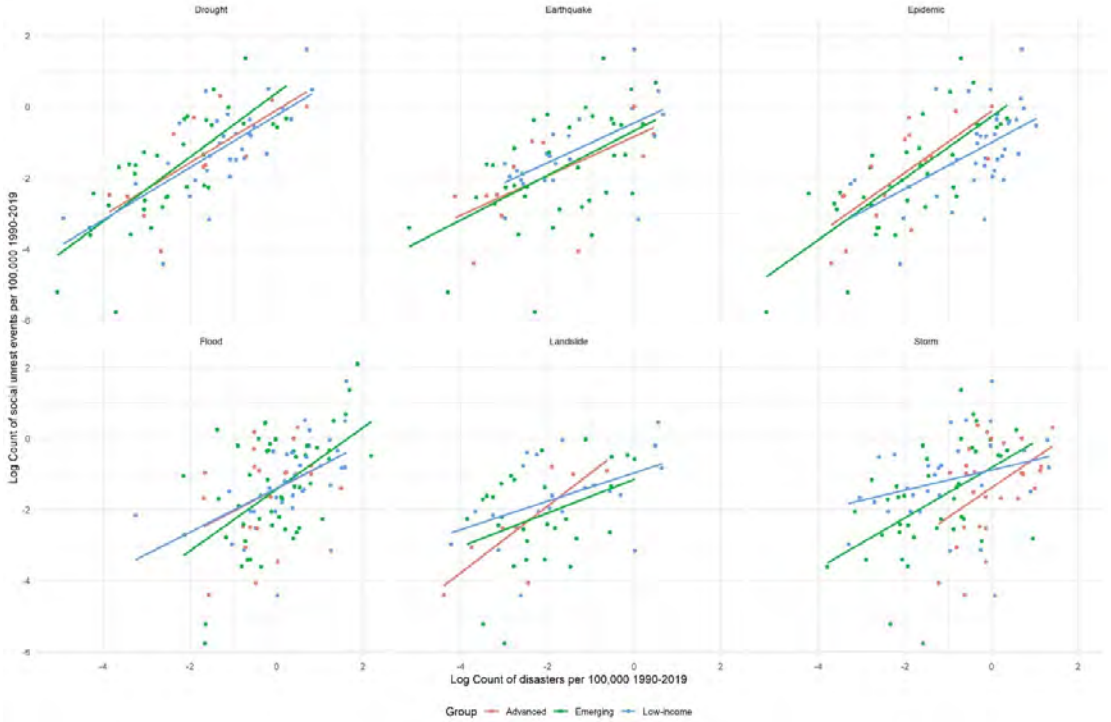 Drought Earthquake Epidemic
2
0
-2
-4
-6
Flood Landslide Storm
2
0
-2
-4
-6
-4 -2 0 2 -4 -2 0 2 -4 -2 0 2
Log Count of social unrest events per 100,000 1990-2019
Log Count of disasters per 100,000 1990-2019
Group Advanced Emerging Low-income